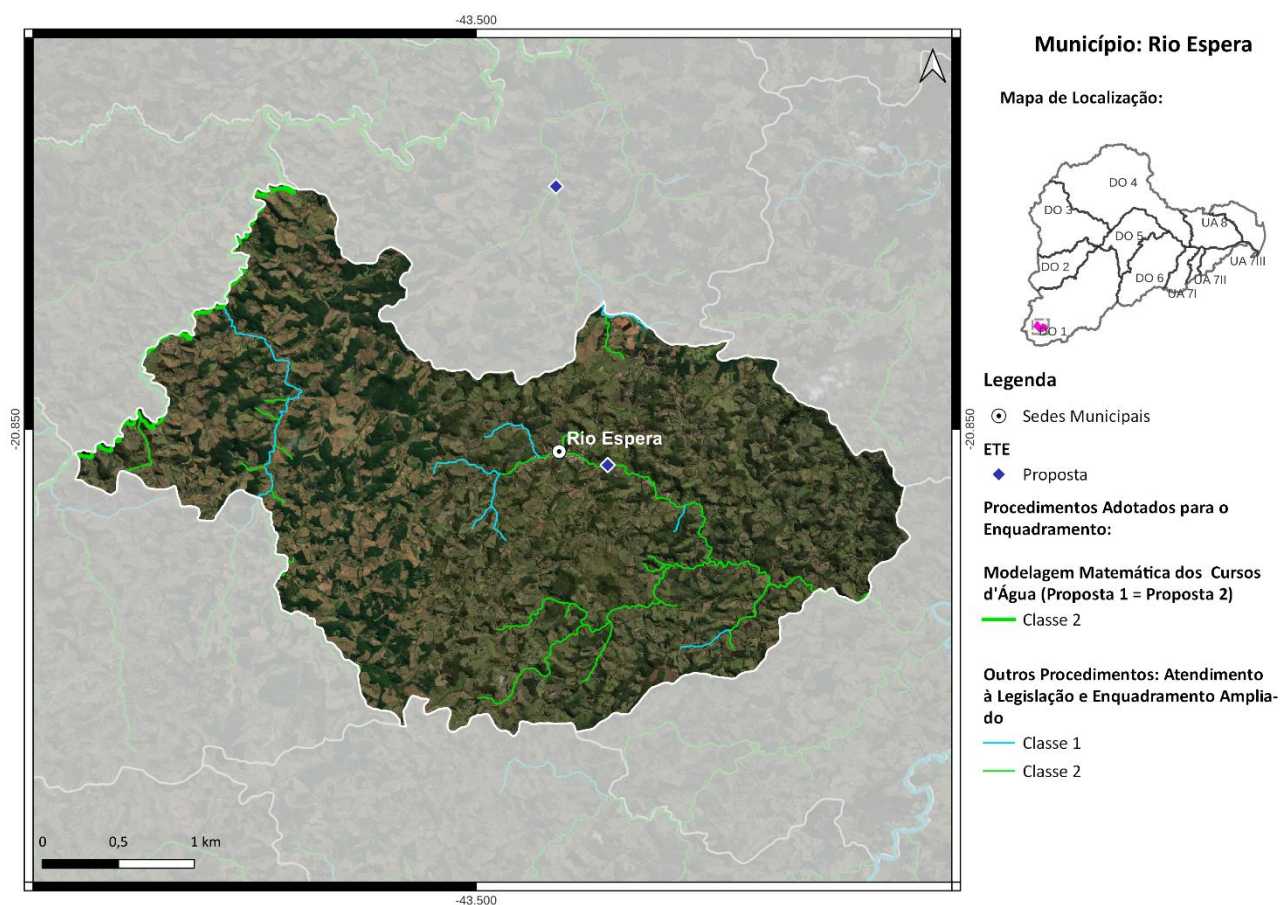 -43.500
Município: Rio Espera
Mapa de Localização:
DO 4
DO 3
UA 8
DO 5
UA 7III
DO 2
DO 6
UA 7II
UA 7I
DO 1
Legenda
Sedes Municipais
-20.850
-20.850
Rio Espera
ETE
Proposta
Procedimentos Adotados para o
Enquadramento:
Modelagem Matemática dos Cursos
d'Água (Proposta 1 = Proposta 2)
Classe 2
Outros Procedimentos: Atendimento
à Legislação e Enquadramento Amplia-
do
Classe 1
Classe 2
0 0,5 1 km
-43.500